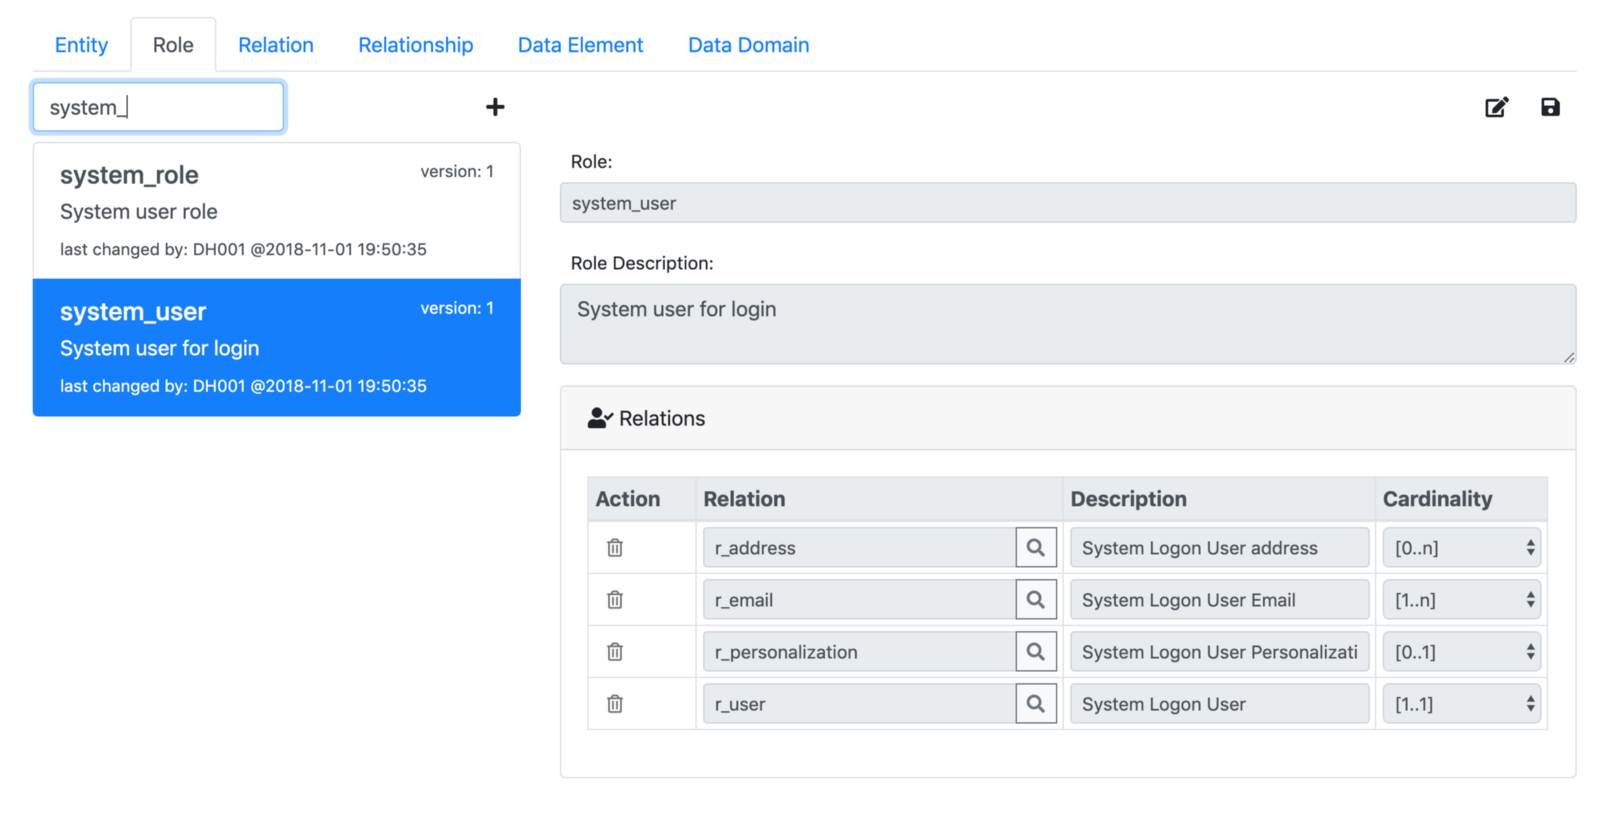 Entity Role Relation Relationship Data Element Data Domain
system_
system_role version: 1
System user role
last changed by: DH001 @2018-11-01 19:50:35
system_user version: 1
System user for login
last changed by: DH001 @2018-11-01 19:50:35
Role:
system_user
Role Description:
System user for login
Relations
Action Relation Description Cardinality
r_address System Logon User address [0..n]
r_email System Logon User Email [1..n]
r_personalization System Logon User Personalizati [0..1]
r_user System Logon User [1..1]